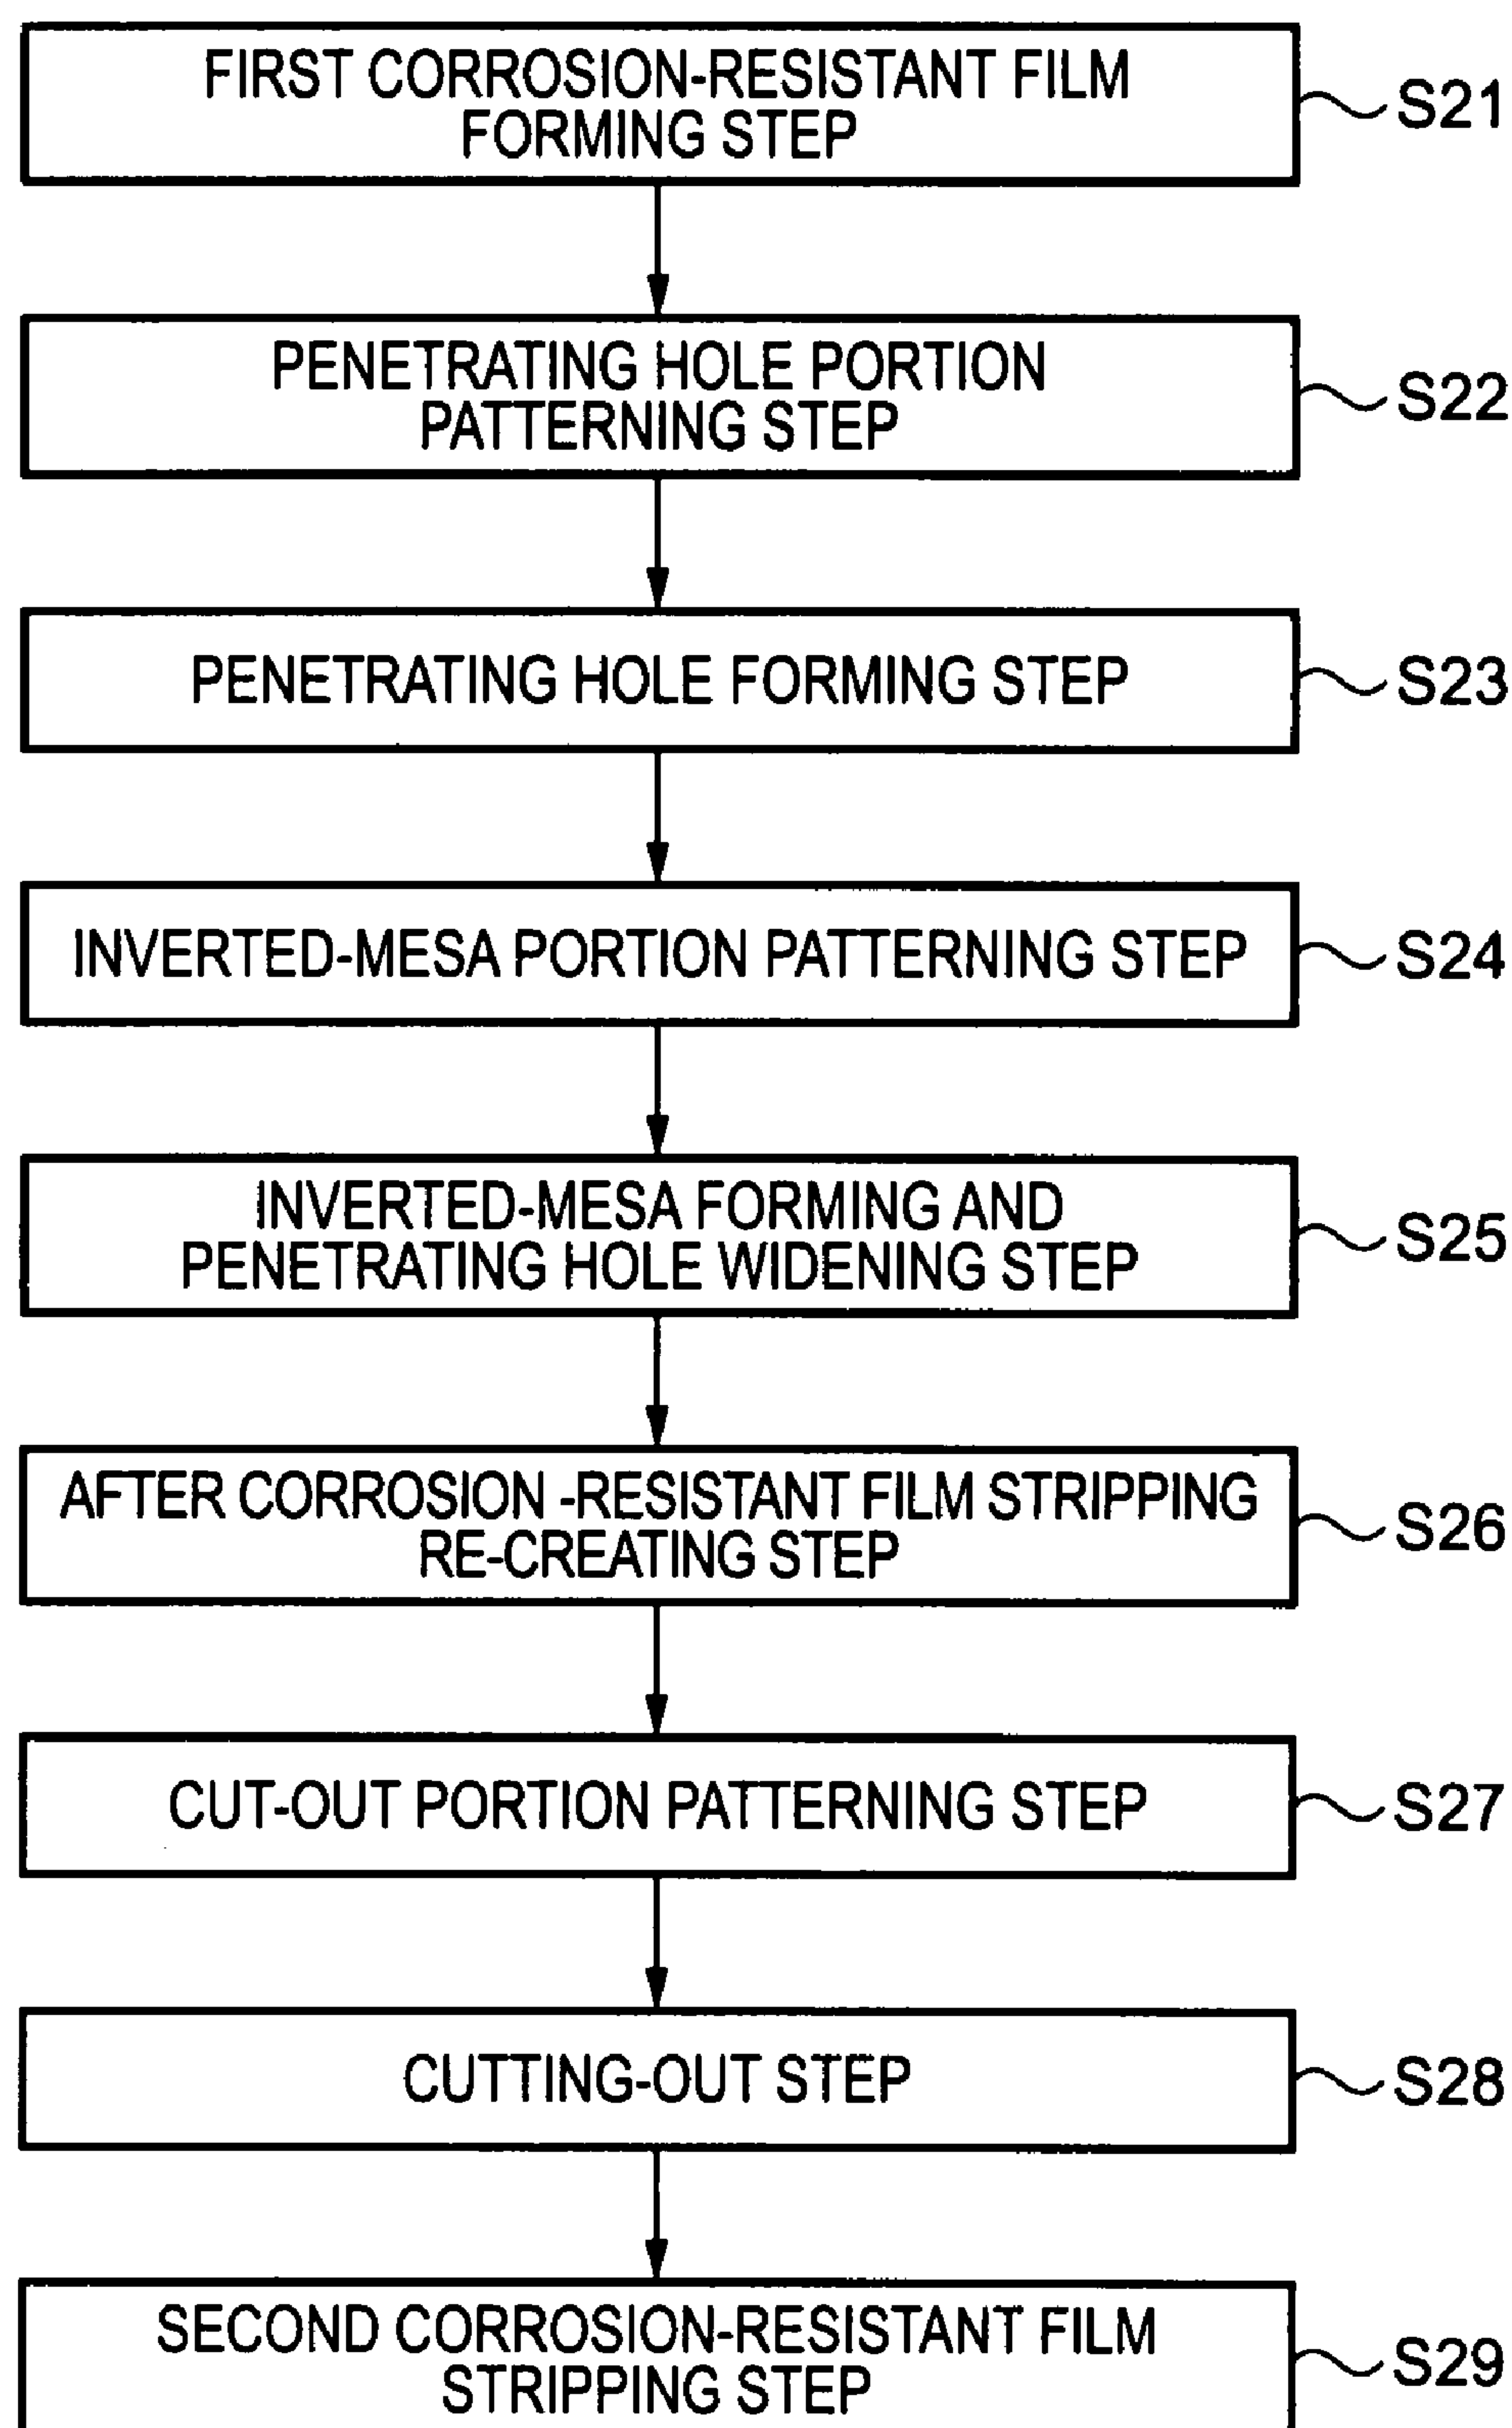 FIRST CORROSION-RESISTANT FILM
FORMING STEP
S21
PENETRATING HOLE PORTION
PATTERNING STEP
S22
PENETRATING HOLE FORMING STEP
S23
INVERTED-MESA PORTION PATTERNING STEP
S24
INVERTED-MESA FORMING AND
PENETRATING HOLE WIDENING STEP
S25
AFTER CORROSION -RESISTANT FILM STRIPPING
RE-CREATING STEP
S26
CUT-OUT PORTION PATTERNING STEP
S27
CUTTING-OUT STEP
S28
SECOND CORROSION-RESISTANT FILM
STRIPPING STEP
S29